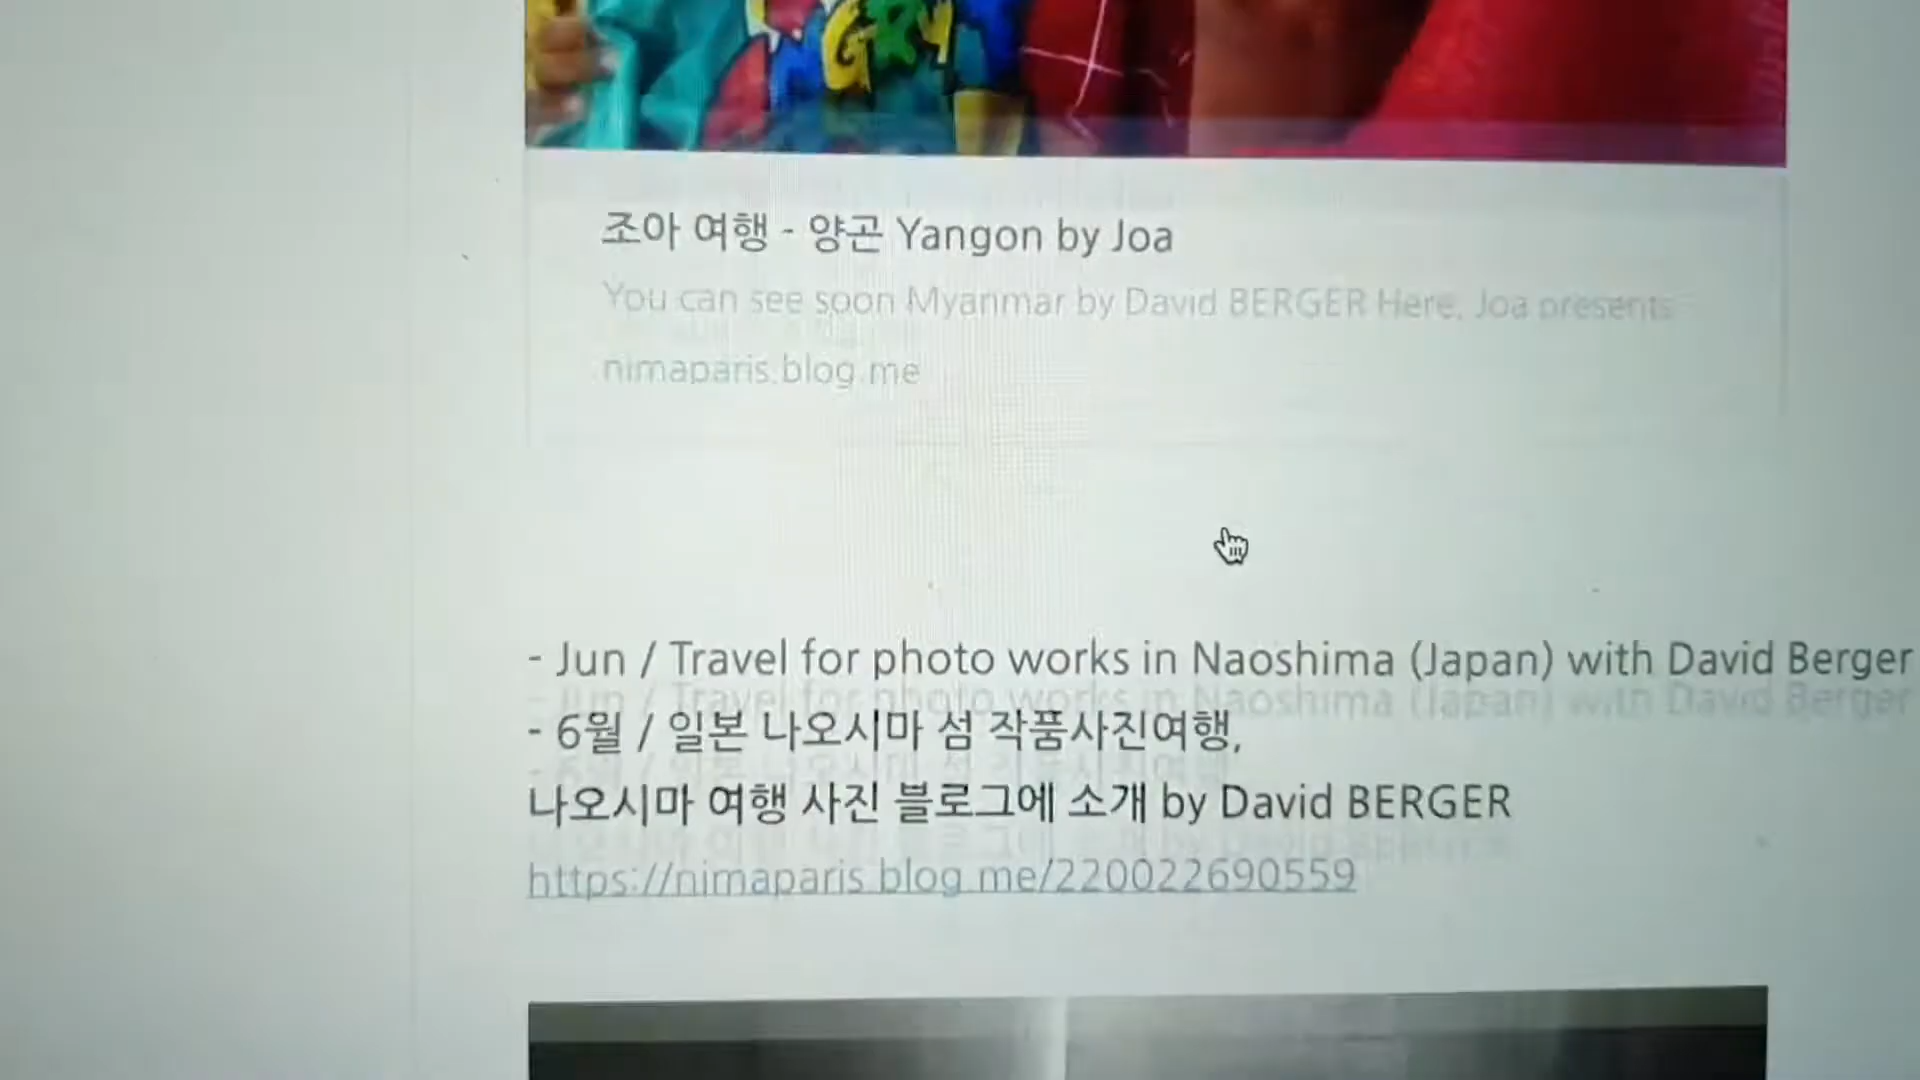 조아 여행 - 양곤 Yangon by Joa
You can see soon Myanmar by David BERGER Here, Joa presents
nimaparis.blog.me
- Jun / Travel for photo works in Naoshima (Japan) with David Berger
- 6월 / 일본 나오시마 섬 작품사진여행,
나오시마 여행 사진 블로그에 소개 by David BERGER
https://nimaparis.blog.me/220022690559